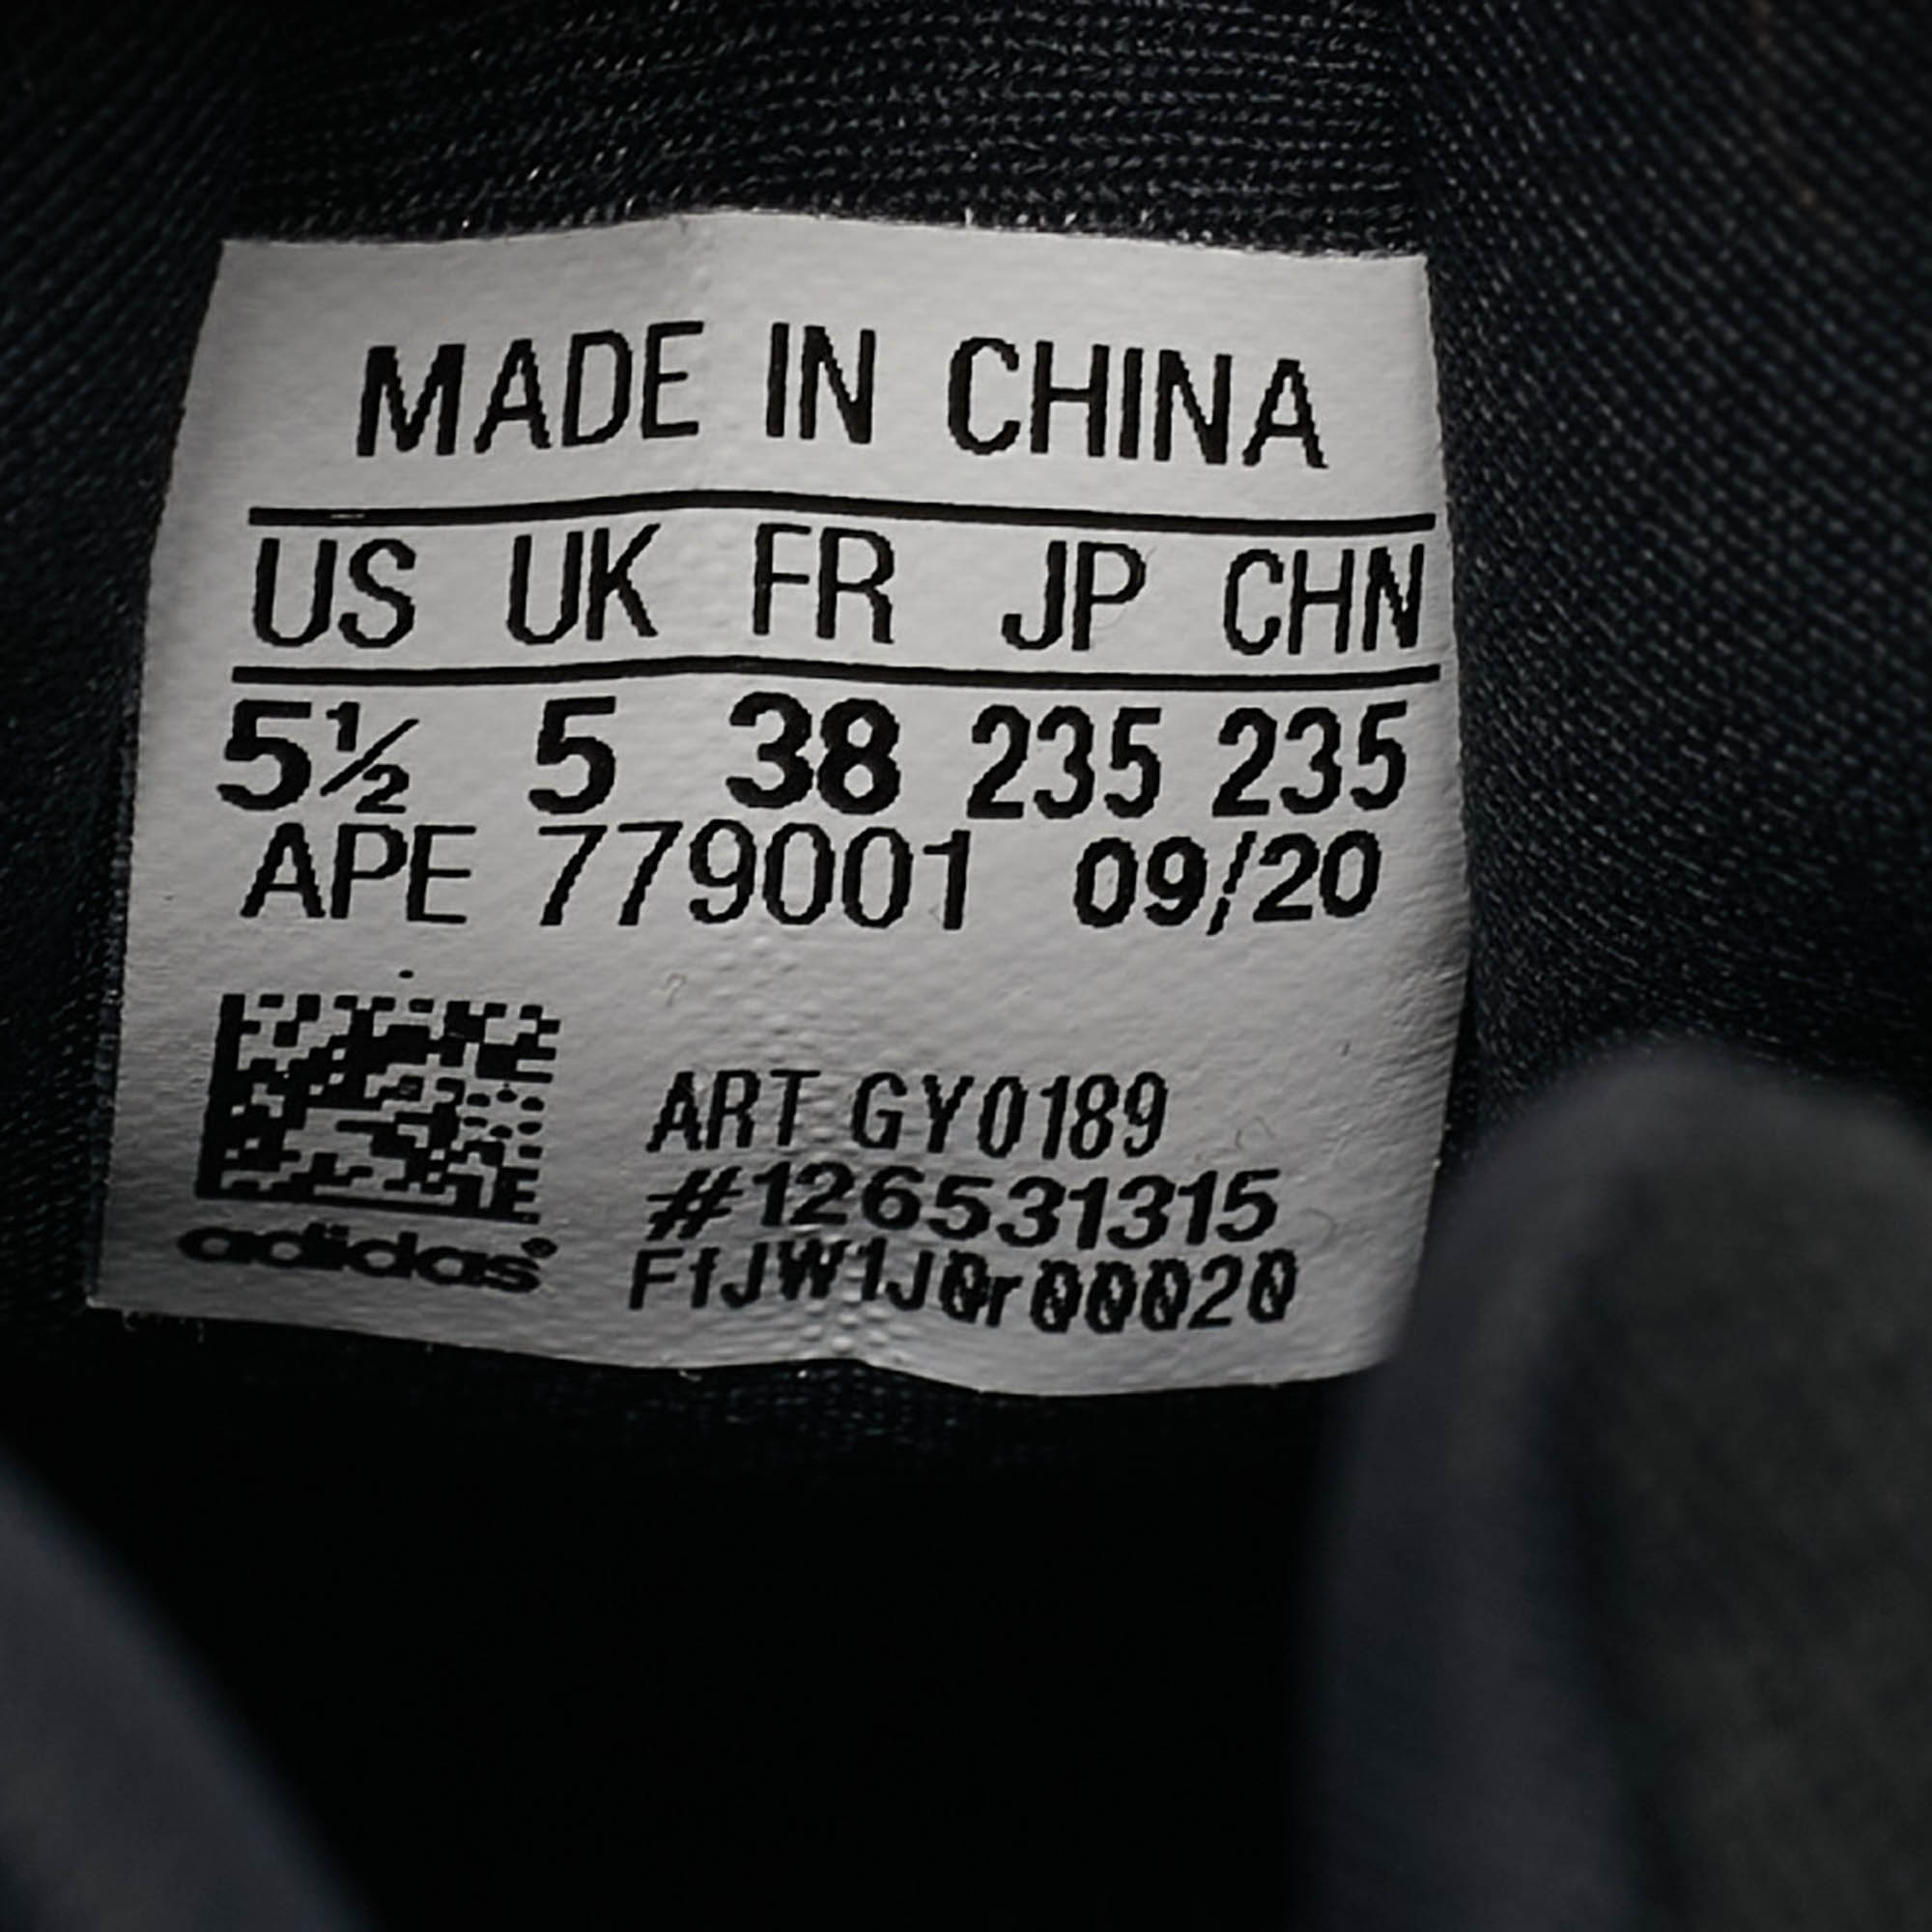 MADE IN CHINA
US UK FR JP CHN
5½ 5 38 235 235
APE 779001 09/20
ART GY0189
#126531315
adidas®
FfJW1J0r00020